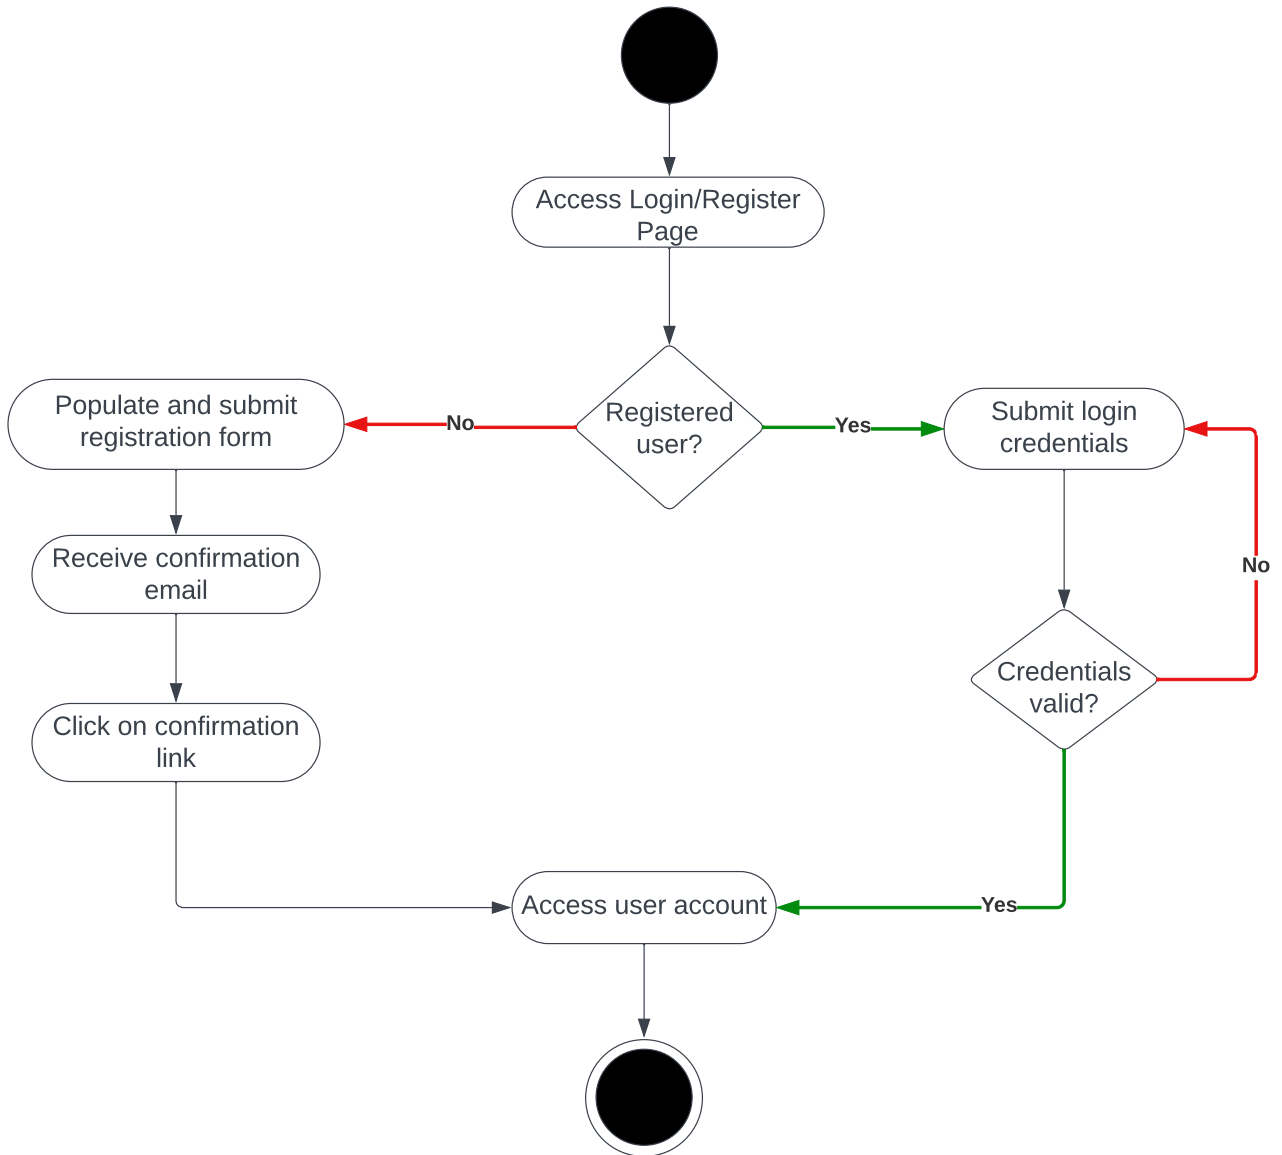 Access Login/Register
Page
Registered
user?
No
Yes
Populate and submit
registration form
Submit login
credentials
Receive confirmation
email
No
Click on confirmation
link
Credentials
valid?
Access user account
Yes